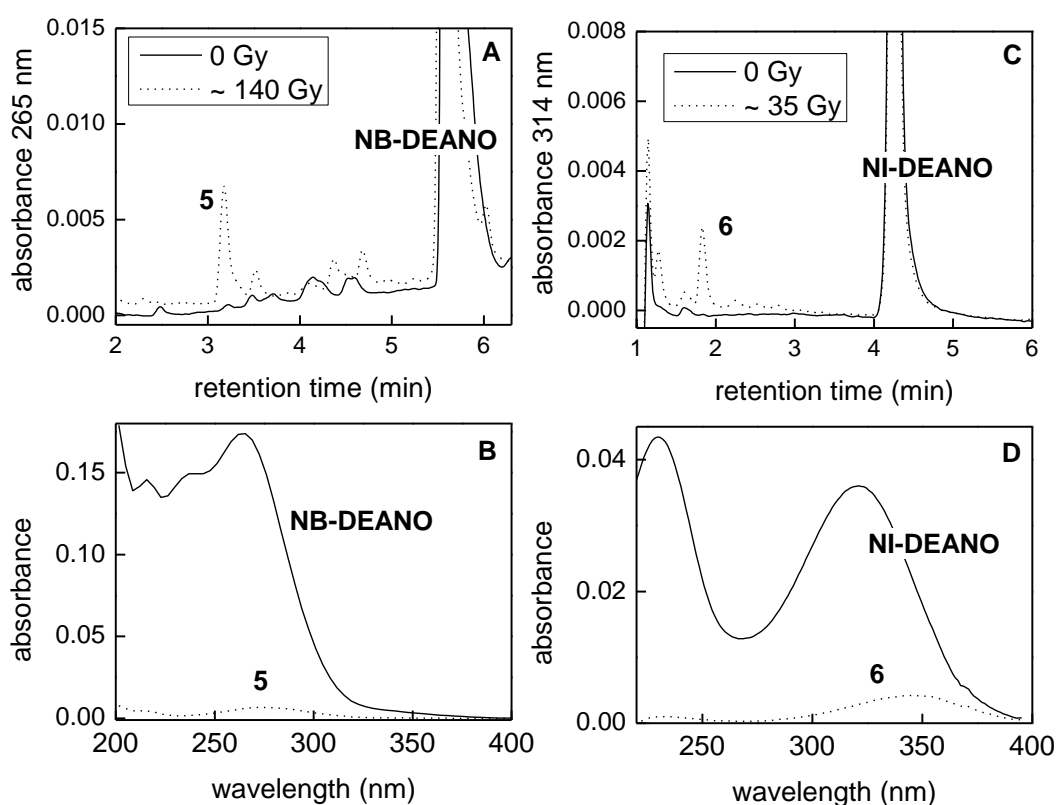 A
0 Gy
~ 140 Gy
NB-DEANO
5
absorbance 265 nm
0.015
0.010
0.005
0.000
2 3 4 5 6
retention time (min)
C
0 Gy
~ 35 Gy
NI-DEANO
6
absorbance 314 nm
0.008
0.006
0.004
0.002
0.000
1 2 3 4 5 6
retention time (min)
B
NB-DEANO
5
absorbance
0.15
0.10
0.05
0.00
200 250 300 350 400
wavelength (nm)
D
NI-DEANO
6
absorbance
0.04
0.02
0.00
250 300 350 400
wavelength (nm)